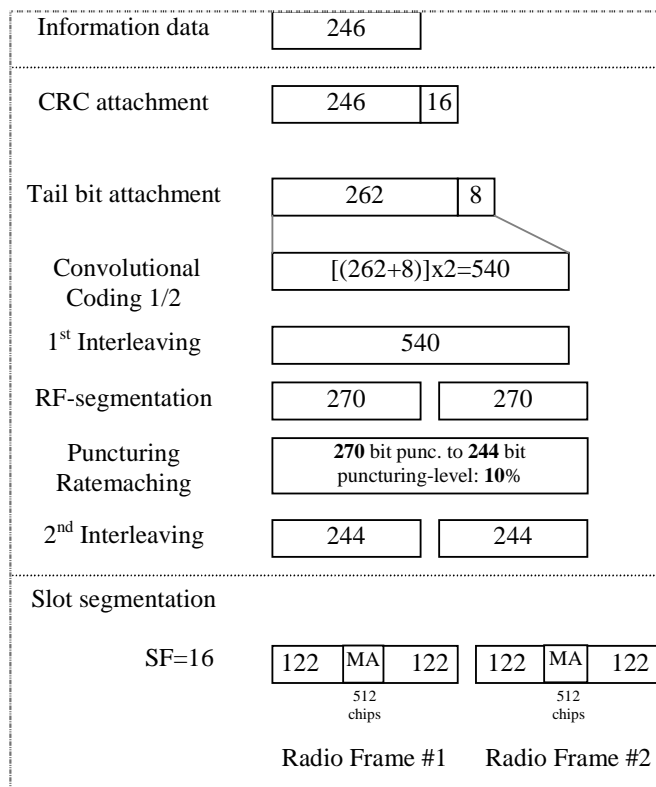 Information data
246
CRC attachment
246 16
Tail bit attachment
262 8
Convolutional
Coding 1/2
[(262+8)]x2=540
1st Interleaving
540
RF-segmentation
270 270
Puncturing
Ratemaching
270 bit punc. to 244 bit
puncturing-level: 10%
2nd Interleaving
244 244
Slot segmentation
SF=16
122 MA 122 122 MA 122
512
chips
512
chips
Radio Frame #1 Radio Frame #2